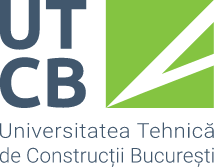 UT
CB
Universitatea Tehnică
de Construcții București